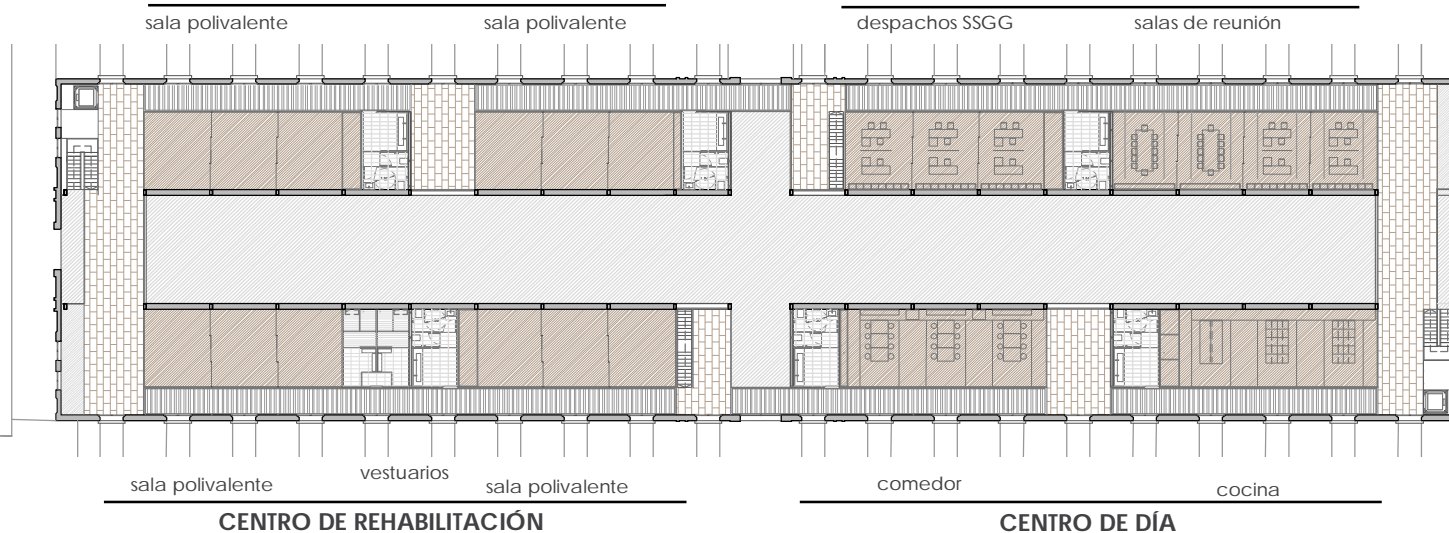 sala polivalente
sala polivalente
despachos SSGG
salas de reunión
sala polivalente
vestuarios
sala polivalente
comedor
cocina
CENTRO DE REHABILITACIÓN
CENTRO DE DÍA